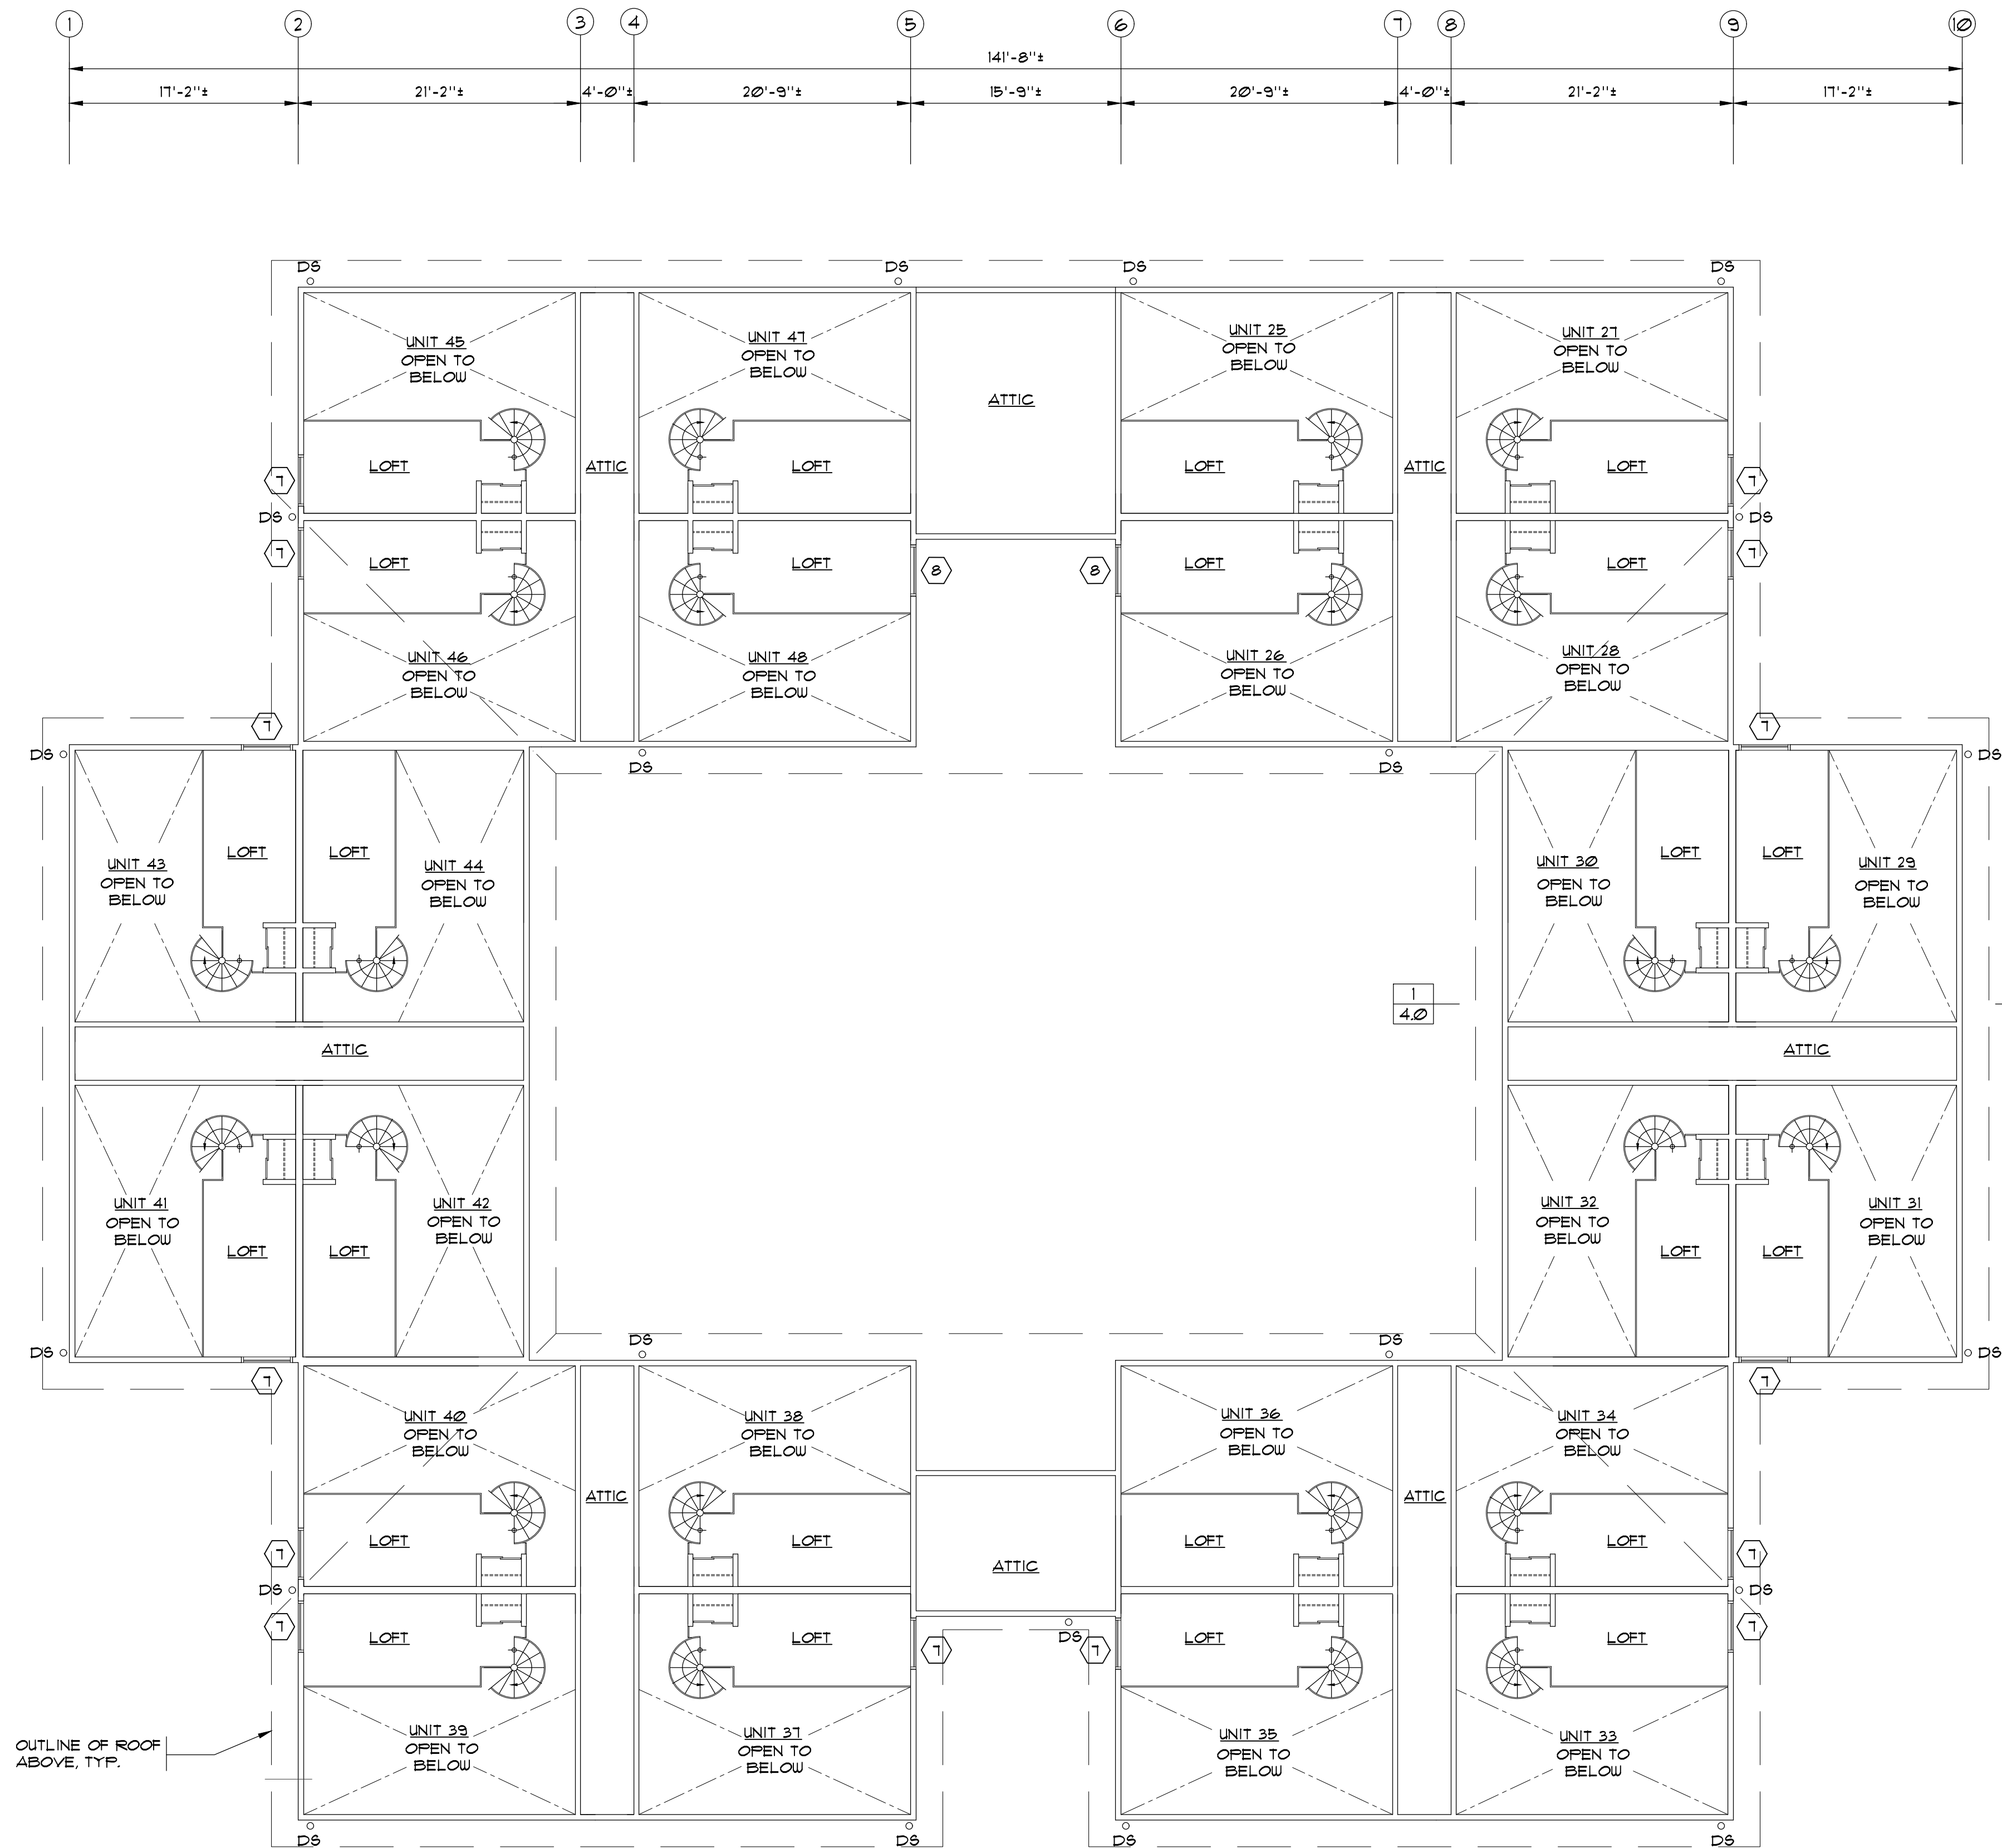 1 2 3 4 5 6 7 8 9 10
141'-8"±
17'-2"± 21'-2"± 4'-0"± 20'-9"± 15'-9"± 20'-9"± 4'-0"± 21'-2"± 17'-2"±
DS DS DS DS
UNIT 45
OPEN TO
BELOW
UNIT 47
OPEN TO
BELOW
UNIT 25
OPEN TO
BELOW
UNIT 27
OPEN TO
BELOW
ATTIC
LOFT ATTIC LOFT LOFT ATTIC LOFT
7 7
DS DS
7 7
LOFT LOFT 8 8 LOFT LOFT
UNIT 46
OPEN TO
BELOW
UNIT 48
OPEN TO
BELOW
UNIT 26
OPEN TO
BELOW
UNIT 28
OPEN TO
BELOW
7 7
DS DS DS DS
UNIT 43
OPEN TO
BELOW
LOFT LOFT
UNIT 44
OPEN TO
BELOW
UNIT 30
OPEN TO
BELOW
LOFT LOFT
UNIT 29
OPEN TO
BELOW
1
4.0
ATTIC ATTIC
UNIT 41
OPEN TO
BELOW
LOFT LOFT
UNIT 42
OPEN TO
BELOW
UNIT 32
OPEN TO
BELOW
LOFT LOFT
UNIT 31
OPEN TO
BELOW
DS DS DS DS
7 7
UNIT 40
OPEN TO
BELOW
UNIT 38
OPEN TO
BELOW
UNIT 36
OPEN TO
BELOW
UNIT 34
OPEN TO
BELOW
ATTIC ATTIC
LOFT LOFT LOFT LOFT
7 ATTIC 7
DS DS
7 7
LOFT LOFT 7 DS 7 LOFT LOFT
UNIT 39
OPEN TO
BELOW
UNIT 37
OPEN TO
BELOW
UNIT 35
OPEN TO
BELOW
UNIT 33
OPEN TO
BELOW
OUTLINE OF ROOF
ABOVE, TYP.
DS DS DS DS